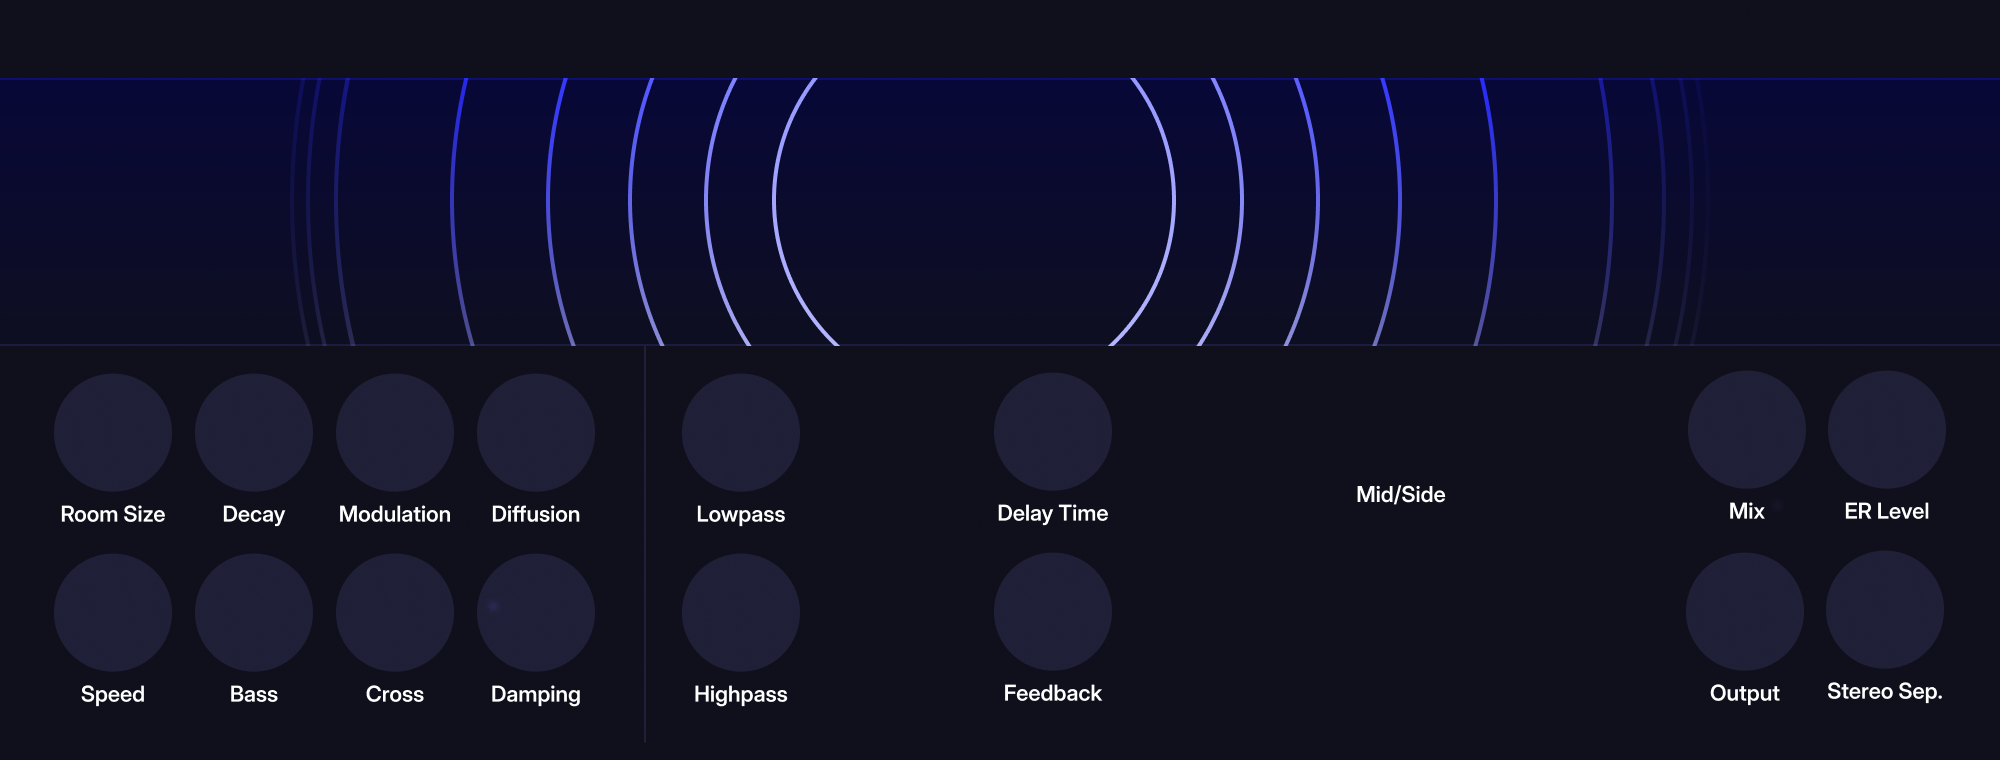 Room Size
Decay
Modulation
Diffusion
Lowpass
Delay Time
Mid/Side
Mix
ER Level
Speed
Bass
Cross
Damping
Highpass
Feedback
Output
Stereo Sep.